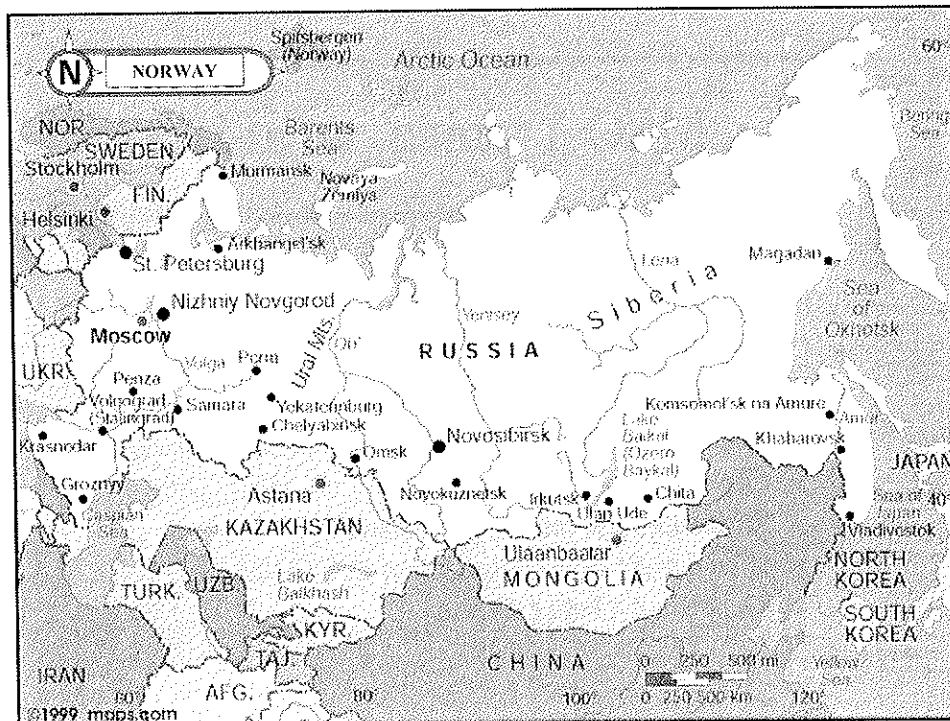 N
NORWAY
Spitsbergen
(Norway)
Arctic Ocean
60°
NOR
SWEDEN
Barents
Sea
Bering
Sea
Stockholm
FIN.
Murmansk
Novaya
Zemlya
Helsinki
Arkhangel'sk
St. Petersburg
Magadan
Lena
Siberia
Sea
of
Okhotsk
Nizhniy Novgorod
Moscow
Yenisey
Ob'
RUSSIA
Ural Mts.
Volga
Perm
UKR.
Penza
Volgograd
(Stalingrad)
Samara
Yekaterinburg
Chelyabinsk
Krasnodar
Omsk
Novosibirsk
Lake
Baikal
(Ozero
Baykal)
Komsomol'sk na Amure
Amur
Khabarovsk
JAPAN
Groznyy
Caspian
Sea
Astana
KAZAKHSTAN
Novokuznetsk
Irkutsk
Ulan Ude
Chita
Sea of
Japan
40°
Vladivostok
Ulaanbaatar
MONGOLIA
NORTH
KOREA
TURK.
UZB
Lake
Balkhash
KYR.
SOUTH
KOREA
TAJ.
CHINA
0 250 500 mi
0 250 500 km
Yellow
Sea
IRAN
AFG.
60°
80°
100°
120°
©1999 maps.com